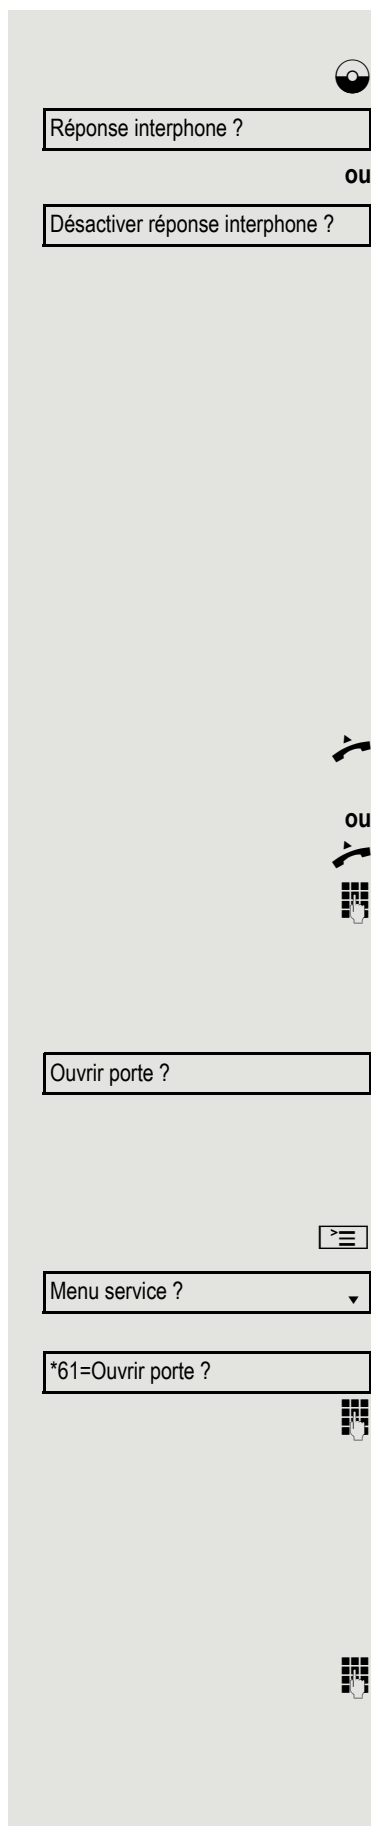 Réponse interphone ?
ou
Désactiver réponse interphone ?
ou
Ouvrir porte ?
Menu service ?
*61=Ouvrir porte ?